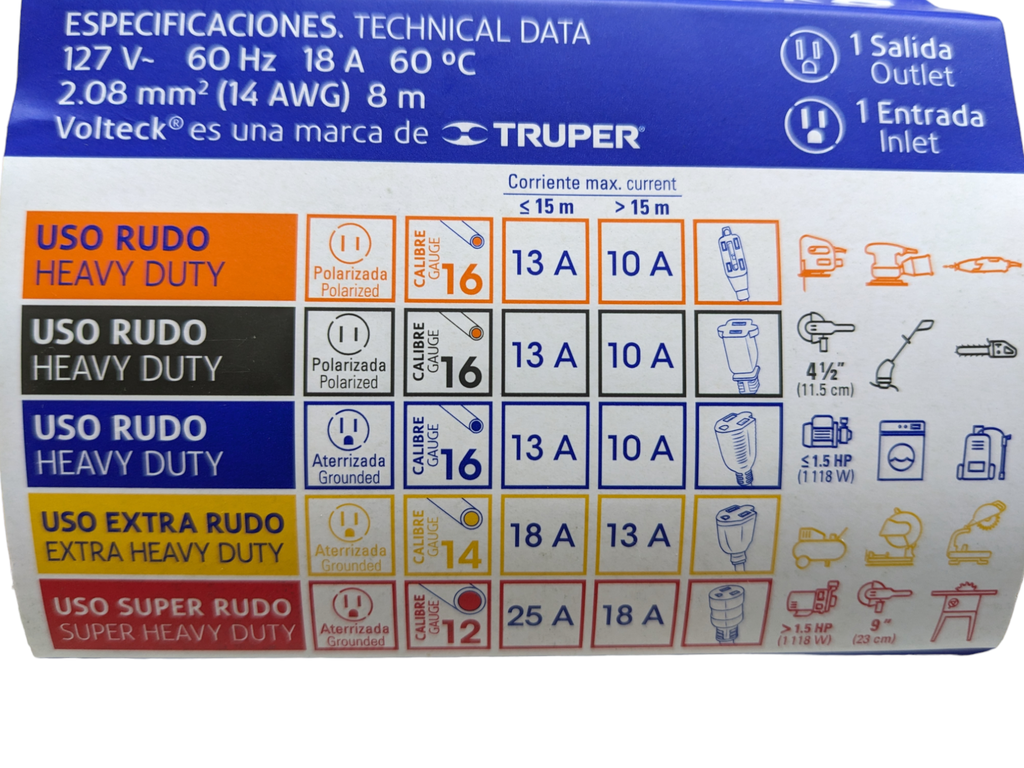 ESPECIFICACIONES. TECHNICAL DATA
127 V~ 60 Hz 18 A 60 ºC
2.08 mm² (14 AWG) 8 m
Volteck® es una marca de TRUPER®
1 Salida
Outlet
1 Entrada
Inlet
Corriente max. current
≤ 15 m > 15 m
USO RUDO
HEAVY DUTY
Polarizada
Polarized
CALIBRE
GAUGE
16
13 A
10 A
USO RUDO
HEAVY DUTY
Polarizada
Polarized
CALIBRE
GAUGE
16
13 A
10 A
4 ½"
(11.5 cm)
USO RUDO
HEAVY DUTY
Aterrizada
Grounded
CALIBRE
GAUGE
16
13 A
10 A
≤ 1.5 HP
(1 118 W)
USO EXTRA RUDO
EXTRA HEAVY DUTY
Aterrizada
Grounded
CALIBRE
GAUGE
14
18 A
13 A
USO SUPER RUDO
SUPER HEAVY DUTY
Aterrizada
Grounded
CALIBRE
GAUGE
12
25 A
18 A
> 1.5 HP
(1 118 W)
9"
(23 cm)